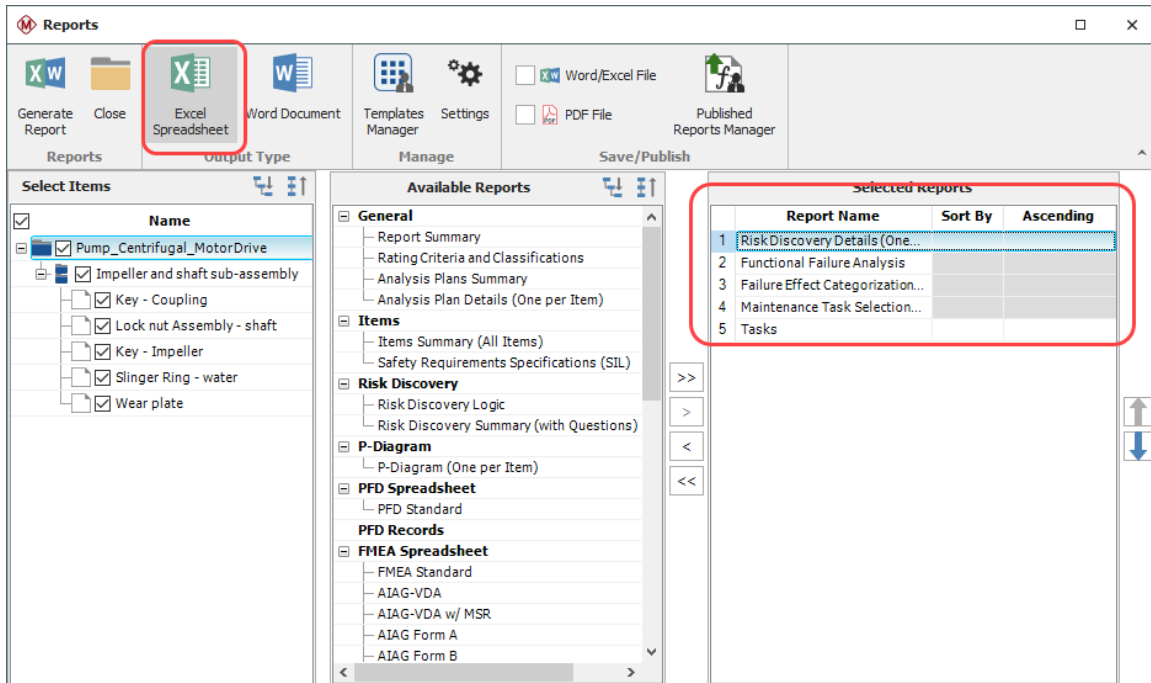 Reports
Generate Report
Close
Excel Spreadsheet
Word Document
Templates Manager
Settings
Word/Excel File
PDF File
Published Reports Manager
Reports
Output Type
Manage
Save/Publish
Select Items
Name
Pump_Centrifugal_MotorDrive
Impeller and shaft sub-assembly
Key - Coupling
Lock nut Assembly - shaft
Key - Impeller
Slinger Ring - water
Wear plate
Available Reports
General
Report Summary
Rating Criteria and Classifications
Analysis Plans Summary
Analysis Plan Details (One per Item)
Items
Items Summary (All Items)
Safety Requirements Specifications (SIL)
Risk Discovery
Risk Discovery Logic
Risk Discovery Summary (with Questions)
P-Diagram
P-Diagram (One per Item)
PFD Spreadsheet
PFD Standard
PFD Records
FMEA Spreadsheet
FMEA Standard
AIAG-VDA
AIAG-VDA w/ MSR
AIAG Form A
AIAG Form B
>>
>
<
<<
Selected Reports
Report Name Sort By Ascending
1 Risk Discovery Details (One...
2 Functional Failure Analysis
3 Failure Effect Categorization...
4 Maintenance Task Selection...
5 Tasks